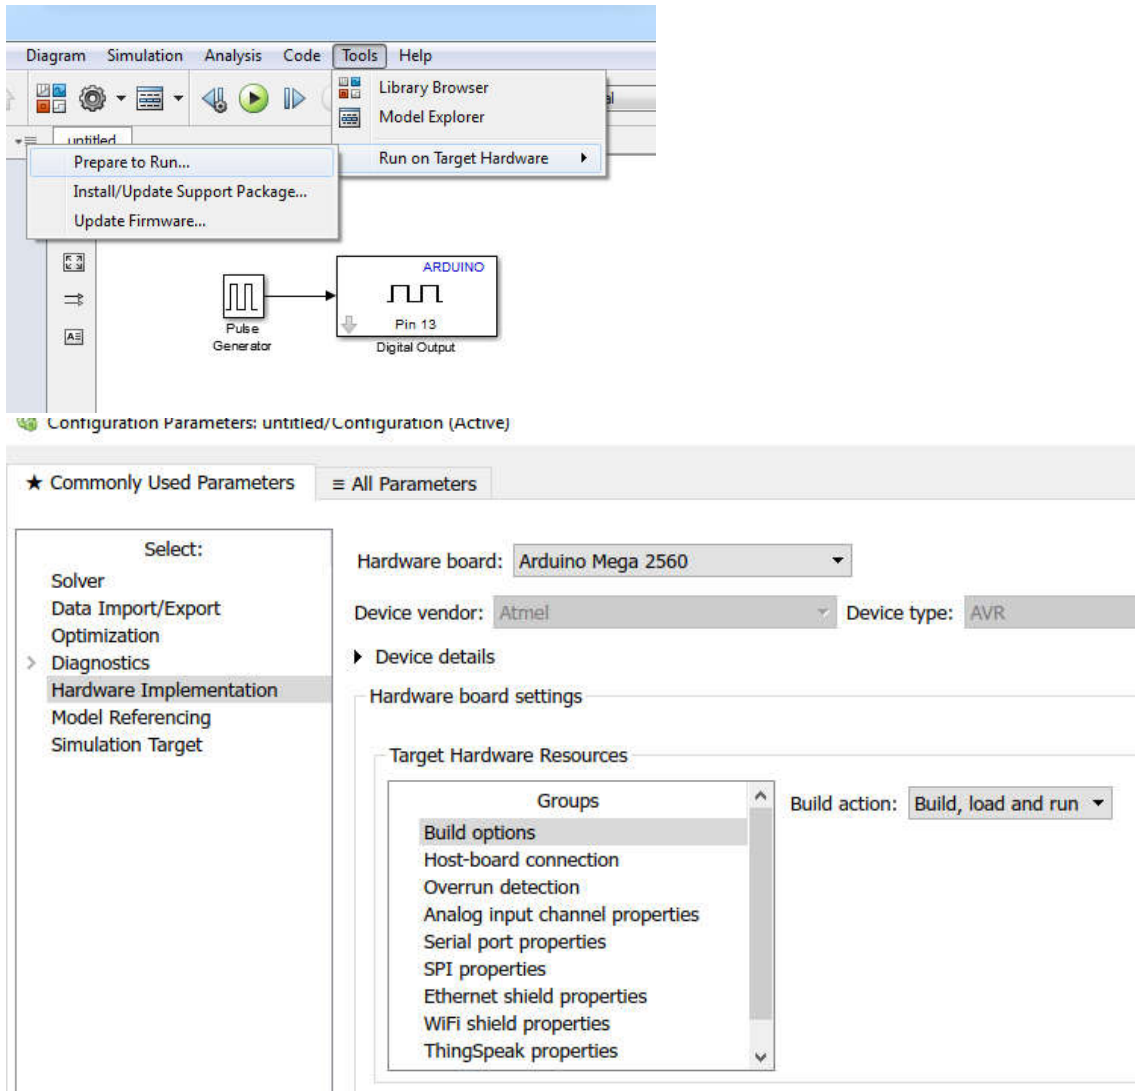 Diagram Simulation Analysis Code Tools Help
Library Browser
Model Explorer
untitled
Run on Target Hardware
Prepare to Run...
Install/Update Support Package...
Update Firmware...
ARDUINO
Pin 13
Pulse
Generator
Digital Output
Configuration Parameters: untitled/Configuration (Active)
★ Commonly Used Parameters
≡ All Parameters
Select:
Solver
Data Import/Export
Optimization
Diagnostics
Hardware Implementation
Model Referencing
Simulation Target
Hardware board: Arduino Mega 2560
Device vendor: Atmel Device type: AVR
Device details
Hardware board settings
Target Hardware Resources
Groups
Build options
Host-board connection
Overrun detection
Analog input channel properties
Serial port properties
SPI properties
Ethernet shield properties
WiFi shield properties
ThingSpeak properties
Build action: Build, load and run